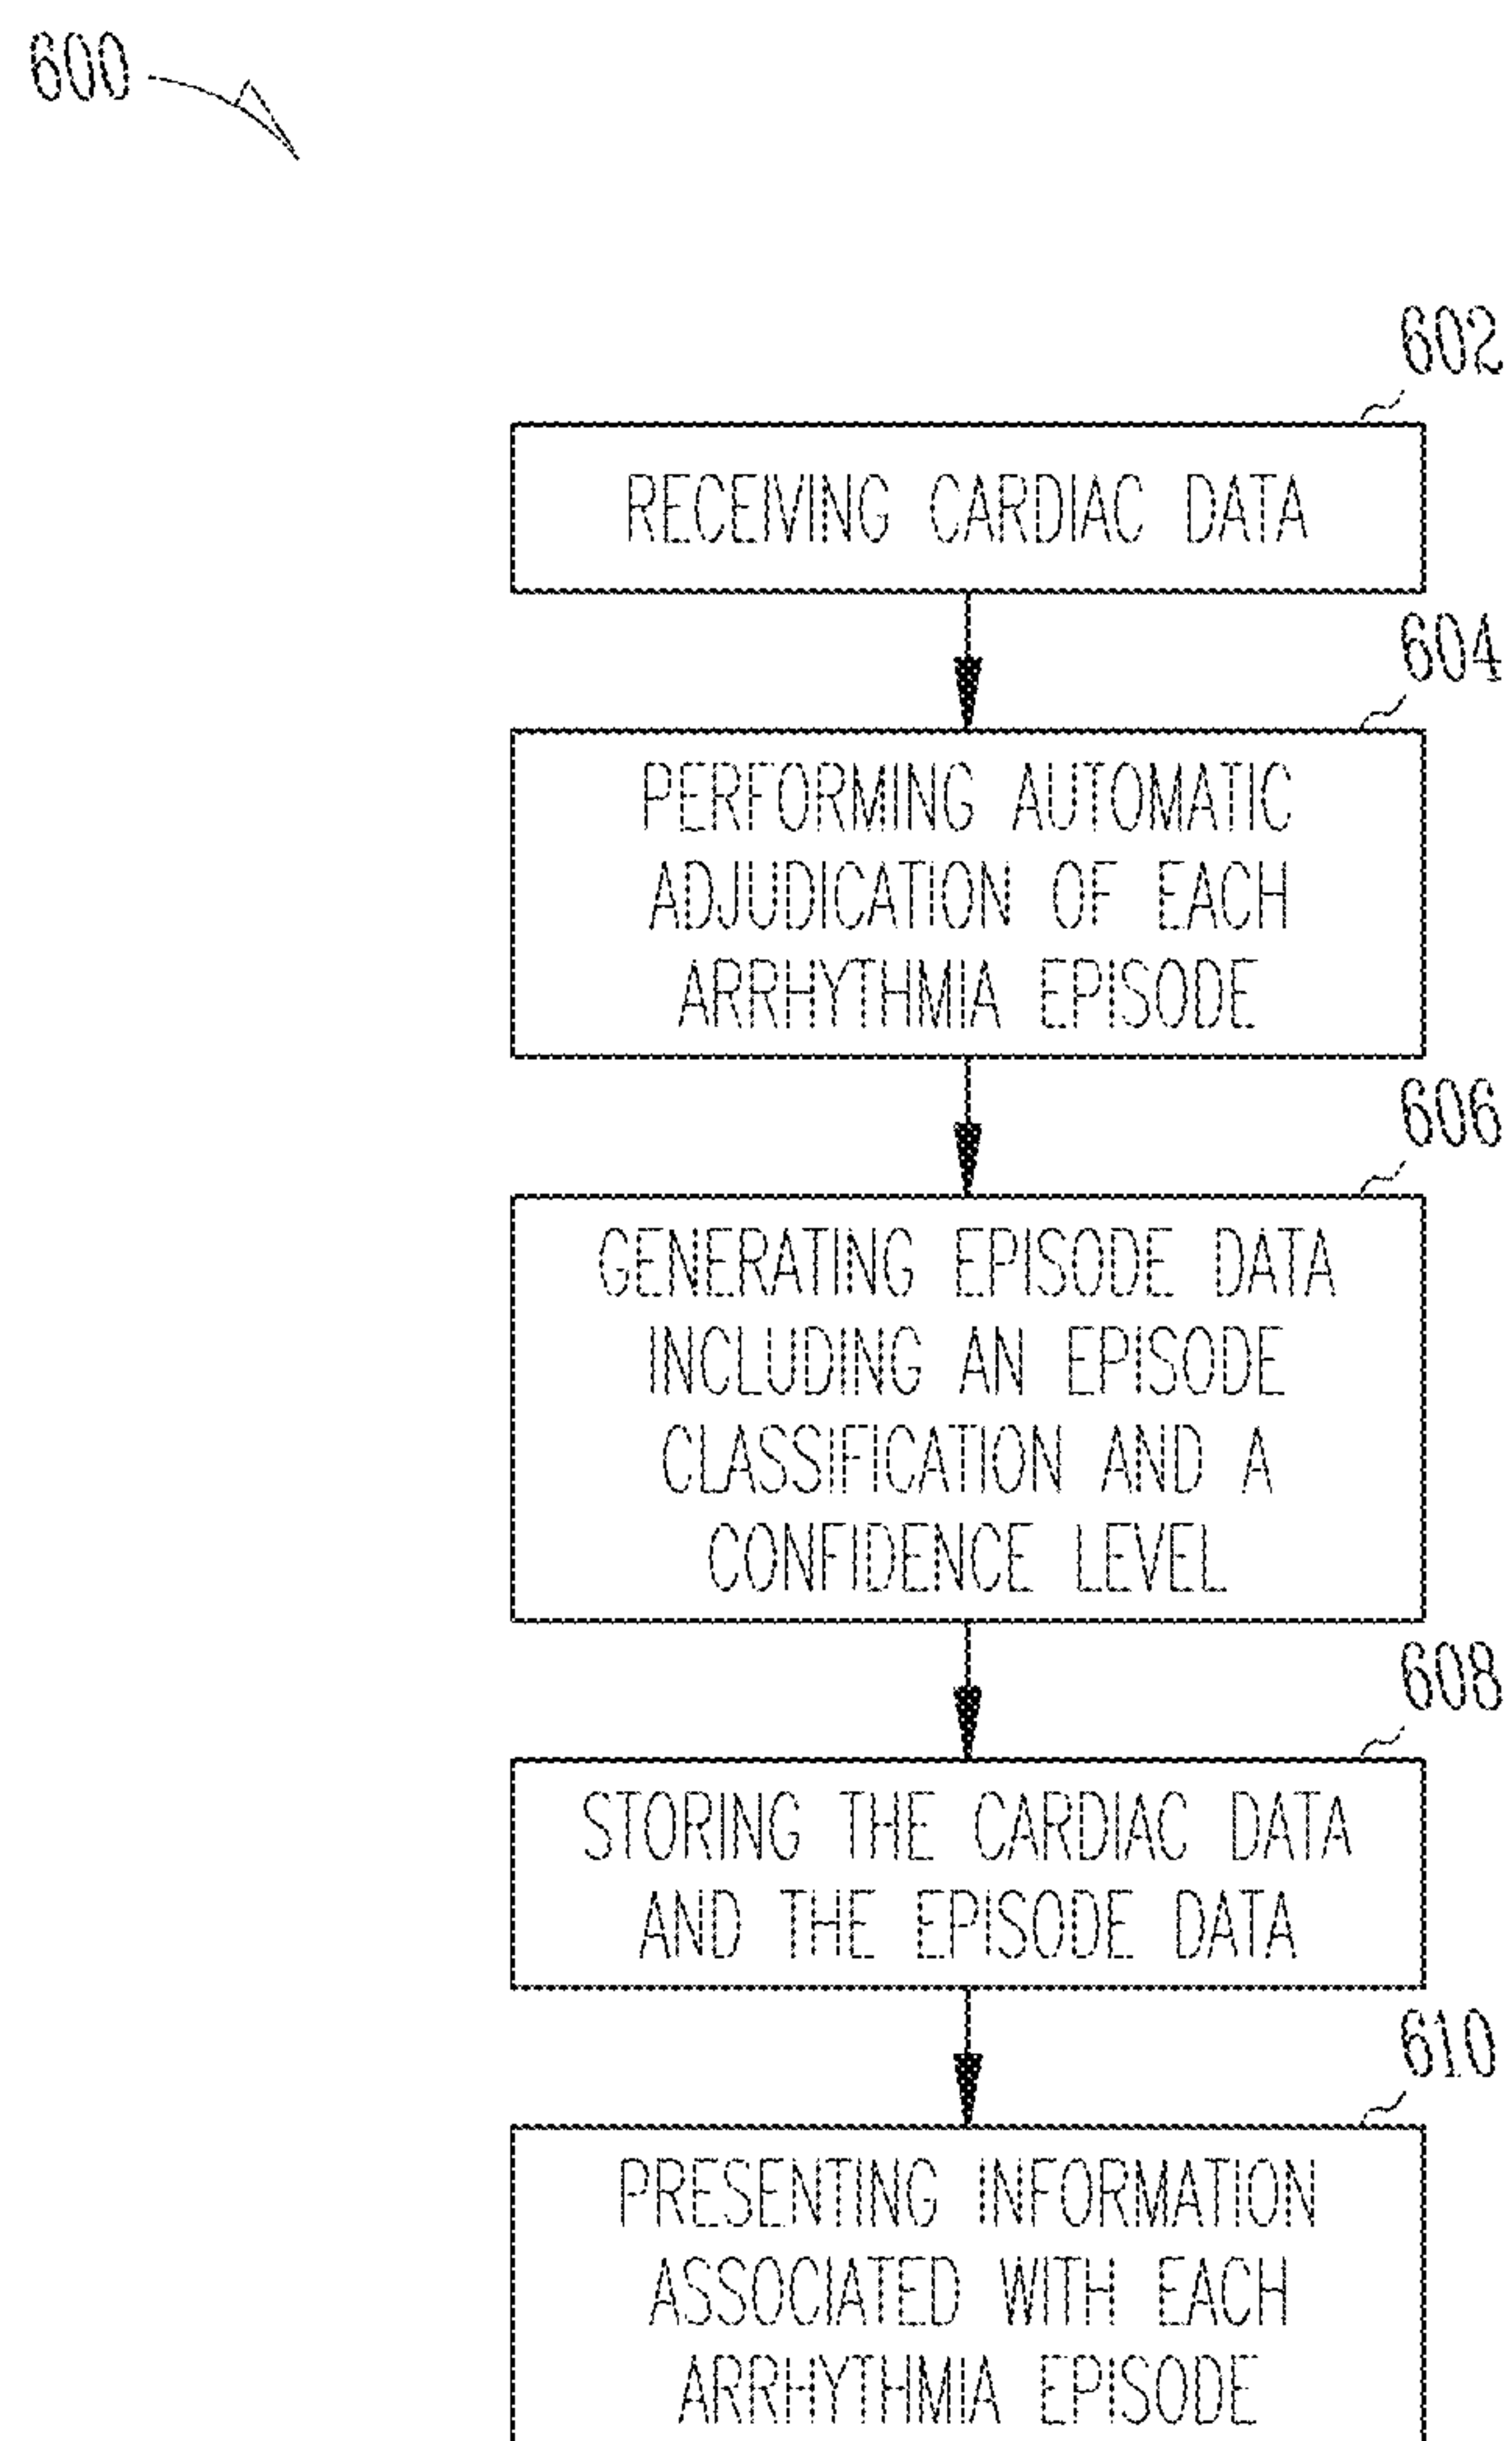 600
602
RECEIVING CARDIAC DATA
604
PERFORMING AUTOMATIC
ADJUDICATION OF EACH
ARRHYTHMIA EPISODE
606
GENERATING EPISODE DATA
INCLUDING AN EPISODE
CLASSIFICATION AND A
CONFIDENCE LEVEL
608
STORING THE CARDIAC DATA
AND THE EPISODE DATA
610
PRESENTING INFORMATION
ASSOCIATED WITH EACH
ARRHYTHMIA EPISODE